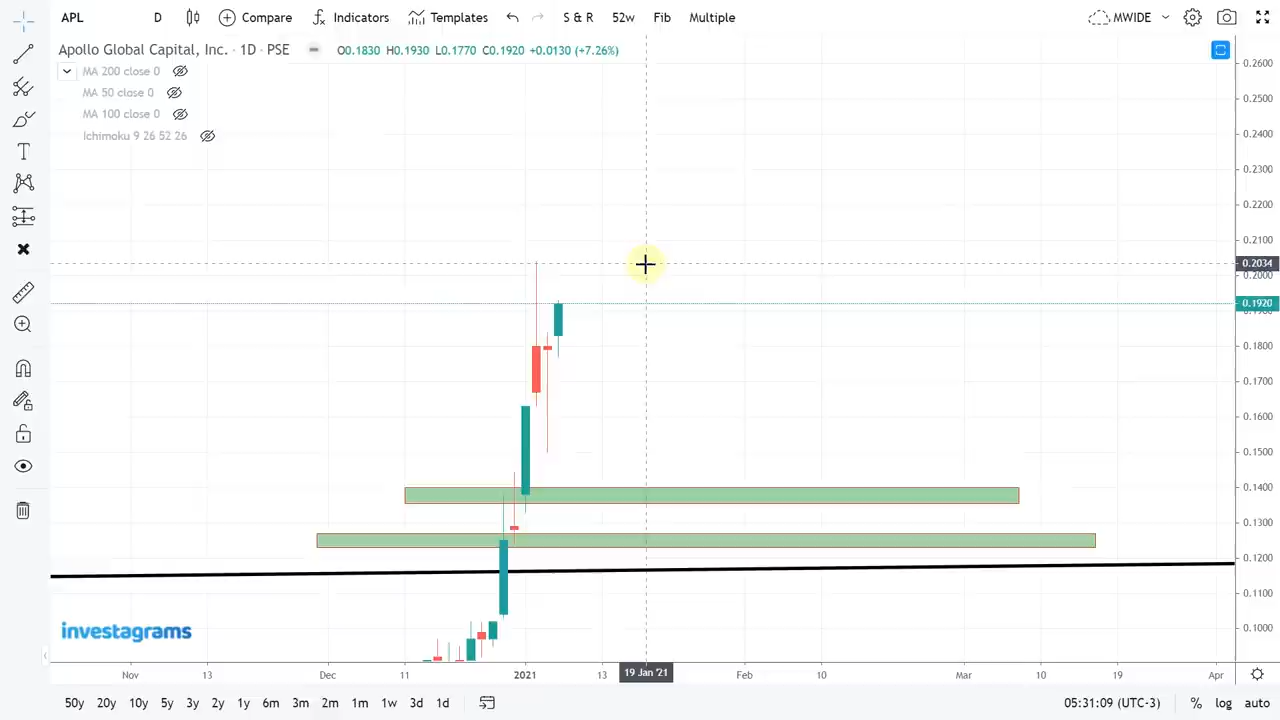 APL D Compare Indicators Templates S & R 52w Fib Multiple MWIDE
Apollo Global Capital, Inc. · 1D · PSE O0.1830 H0.1930 L0.1770 C0.1920 +0.0130 (+7.26%)
MA 200 close 0
MA 50 close 0
MA 100 close 0
Ichimoku 9 26 52 26
0.2600
0.2500
0.2400
0.2300
0.2200
0.2100
0.2034
0.2000
0.1920
0.1900
0.1800
0.1700
0.1600
0.1500
0.1400
0.1300
0.1200
0.1100
0.1000
investagrams
Nov 13 Dec 11 2021 13 19 Jan '21 Feb 10 Mar 10 19 Apr
50y 20y 10y 5y 3y 2y 1y 6m 3m 2m 1m 1w 3d 1d 05:31:09 (UTC-3) % log auto